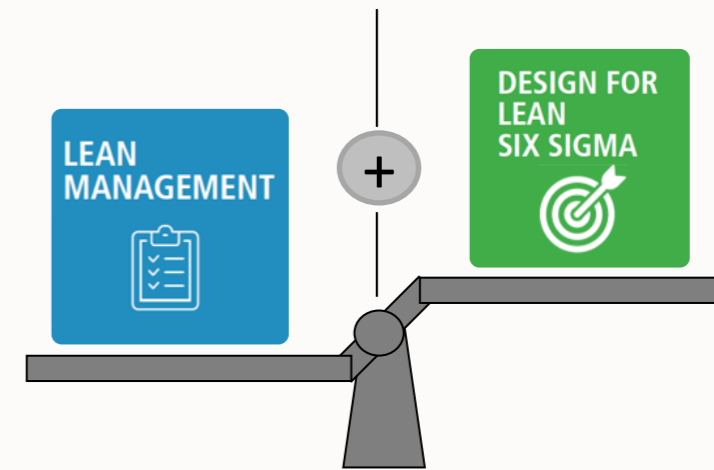 LEAN
MANAGEMENT
+
DESIGN FOR
LEAN
SIX SIGMA